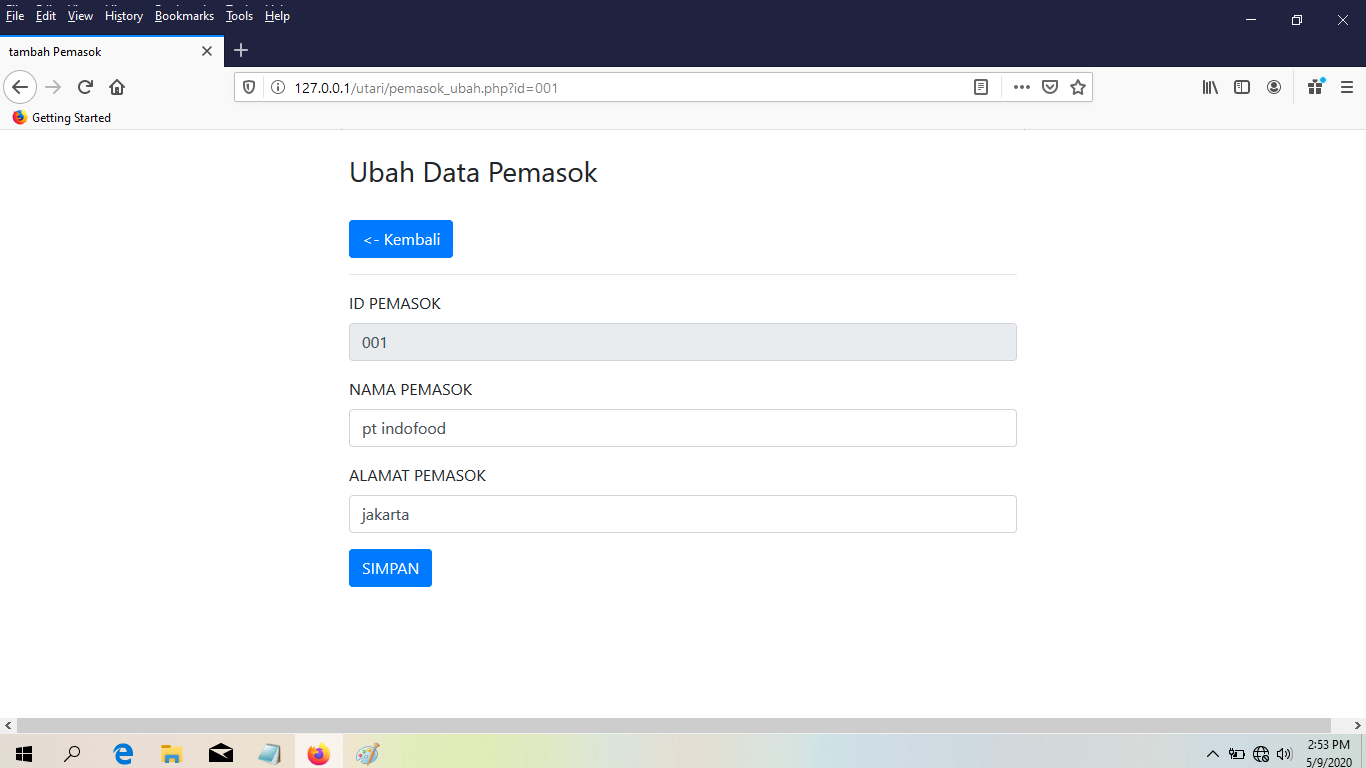 File Edit View History Bookmarks Tools Help
tambah Pemasok
127.0.0.1/utari/pemasok_ubah.php?id=001
Getting Started
Ubah Data Pemasok
<- Kembali
ID PEMASOK
001
NAMA PEMASOK
pt indofood
ALAMAT PEMASOK
jakarta
SIMPAN
2:53 PM
5/9/2020